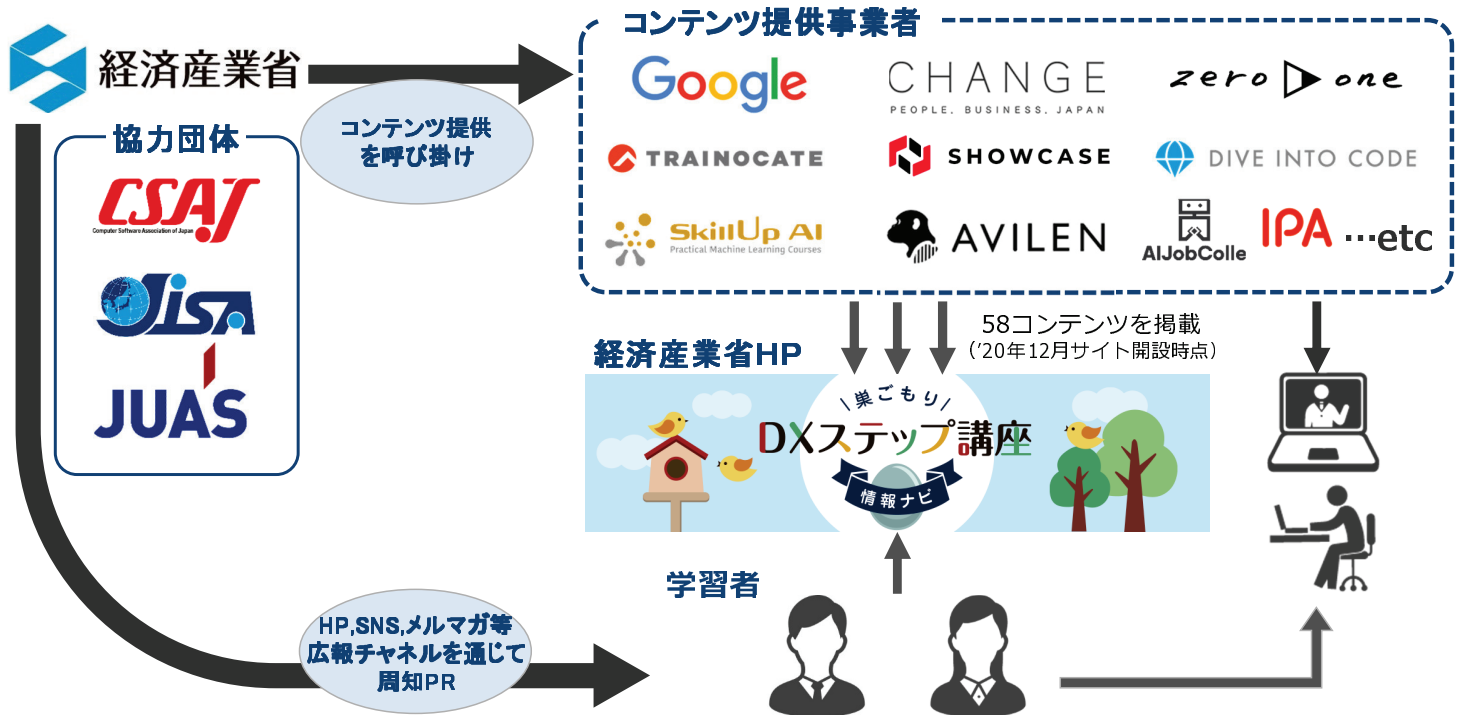 経済産業省
コンテンツ提供
を呼び掛け
コンテンツ提供事業者
Google
CHANGE
PEOPLE. BUSINESS. JAPAN
zero one
TRAINOCATE
SHOWCASE
DIVE INTO CODE
SkillUp AI
Practical Machine Learning Courses
AVILEN
AIJobColle
IPA
…etc
協力団体
CSAJ
Computer Software Association of Japan
JiSA
JUAS
58コンテンツを掲載
（’20年12月サイト開設時点）
経済産業省HP
\巣ごもり/
DXステップ講座
情報ナビ
学習者
HP,SNS,メルマガ等
広報チャネルを通じて
周知PR